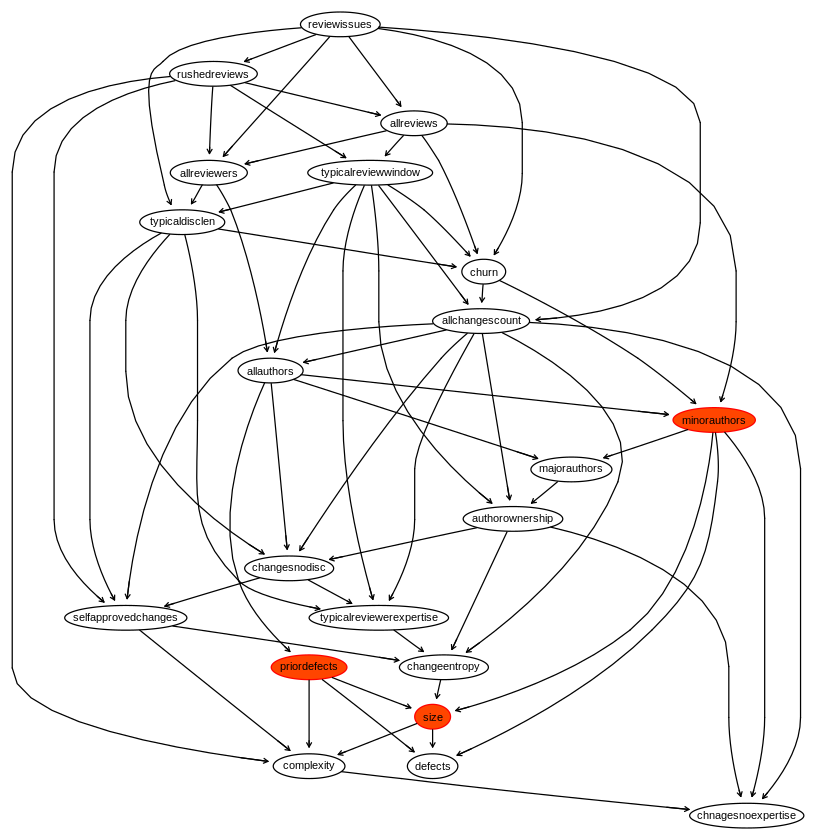 reviewissues
rushedreviews
allreviews
allreviewers
typicalreviewwindow
typicaldisclen
churn
allchangescount
allauthors
minorauthors
majorauthors
authorownership
changesnodisc
selfapprovedchanges
typicalreviewerexpertise
priordefects
changeentropy
size
complexity
defects
chnagesnoexpertise